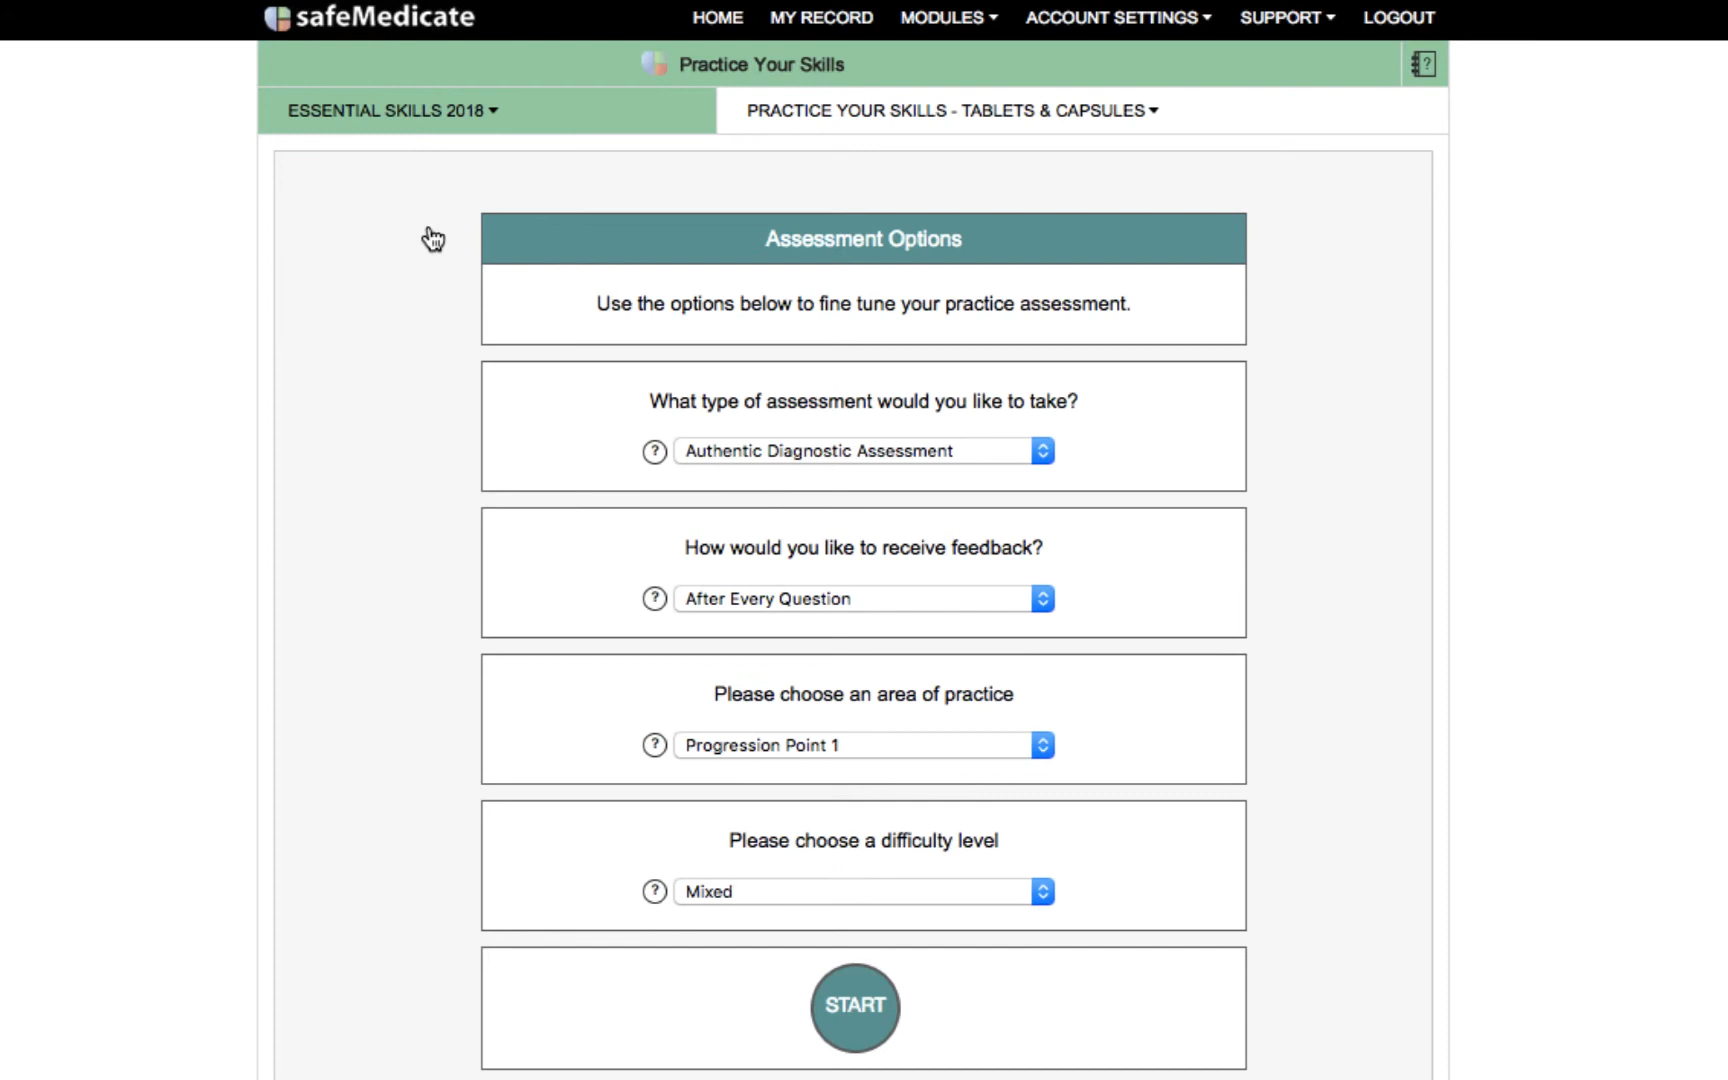 safeMedicate
HOME MY RECORD MODULES ACCOUNT SETTINGS SUPPORT LOGOUT
Practice Your Skills
?
ESSENTIAL SKILLS 2018
PRACTICE YOUR SKILLS - TABLETS & CAPSULES
Assessment Options
Use the options below to fine tune your practice assessment.
What type of assessment would you like to take?
? Authentic Diagnostic Assessment
How would you like to receive feedback?
? After Every Question
Please choose an area of practice
? Progression Point 1
Please choose a difficulty level
? Mixed
START